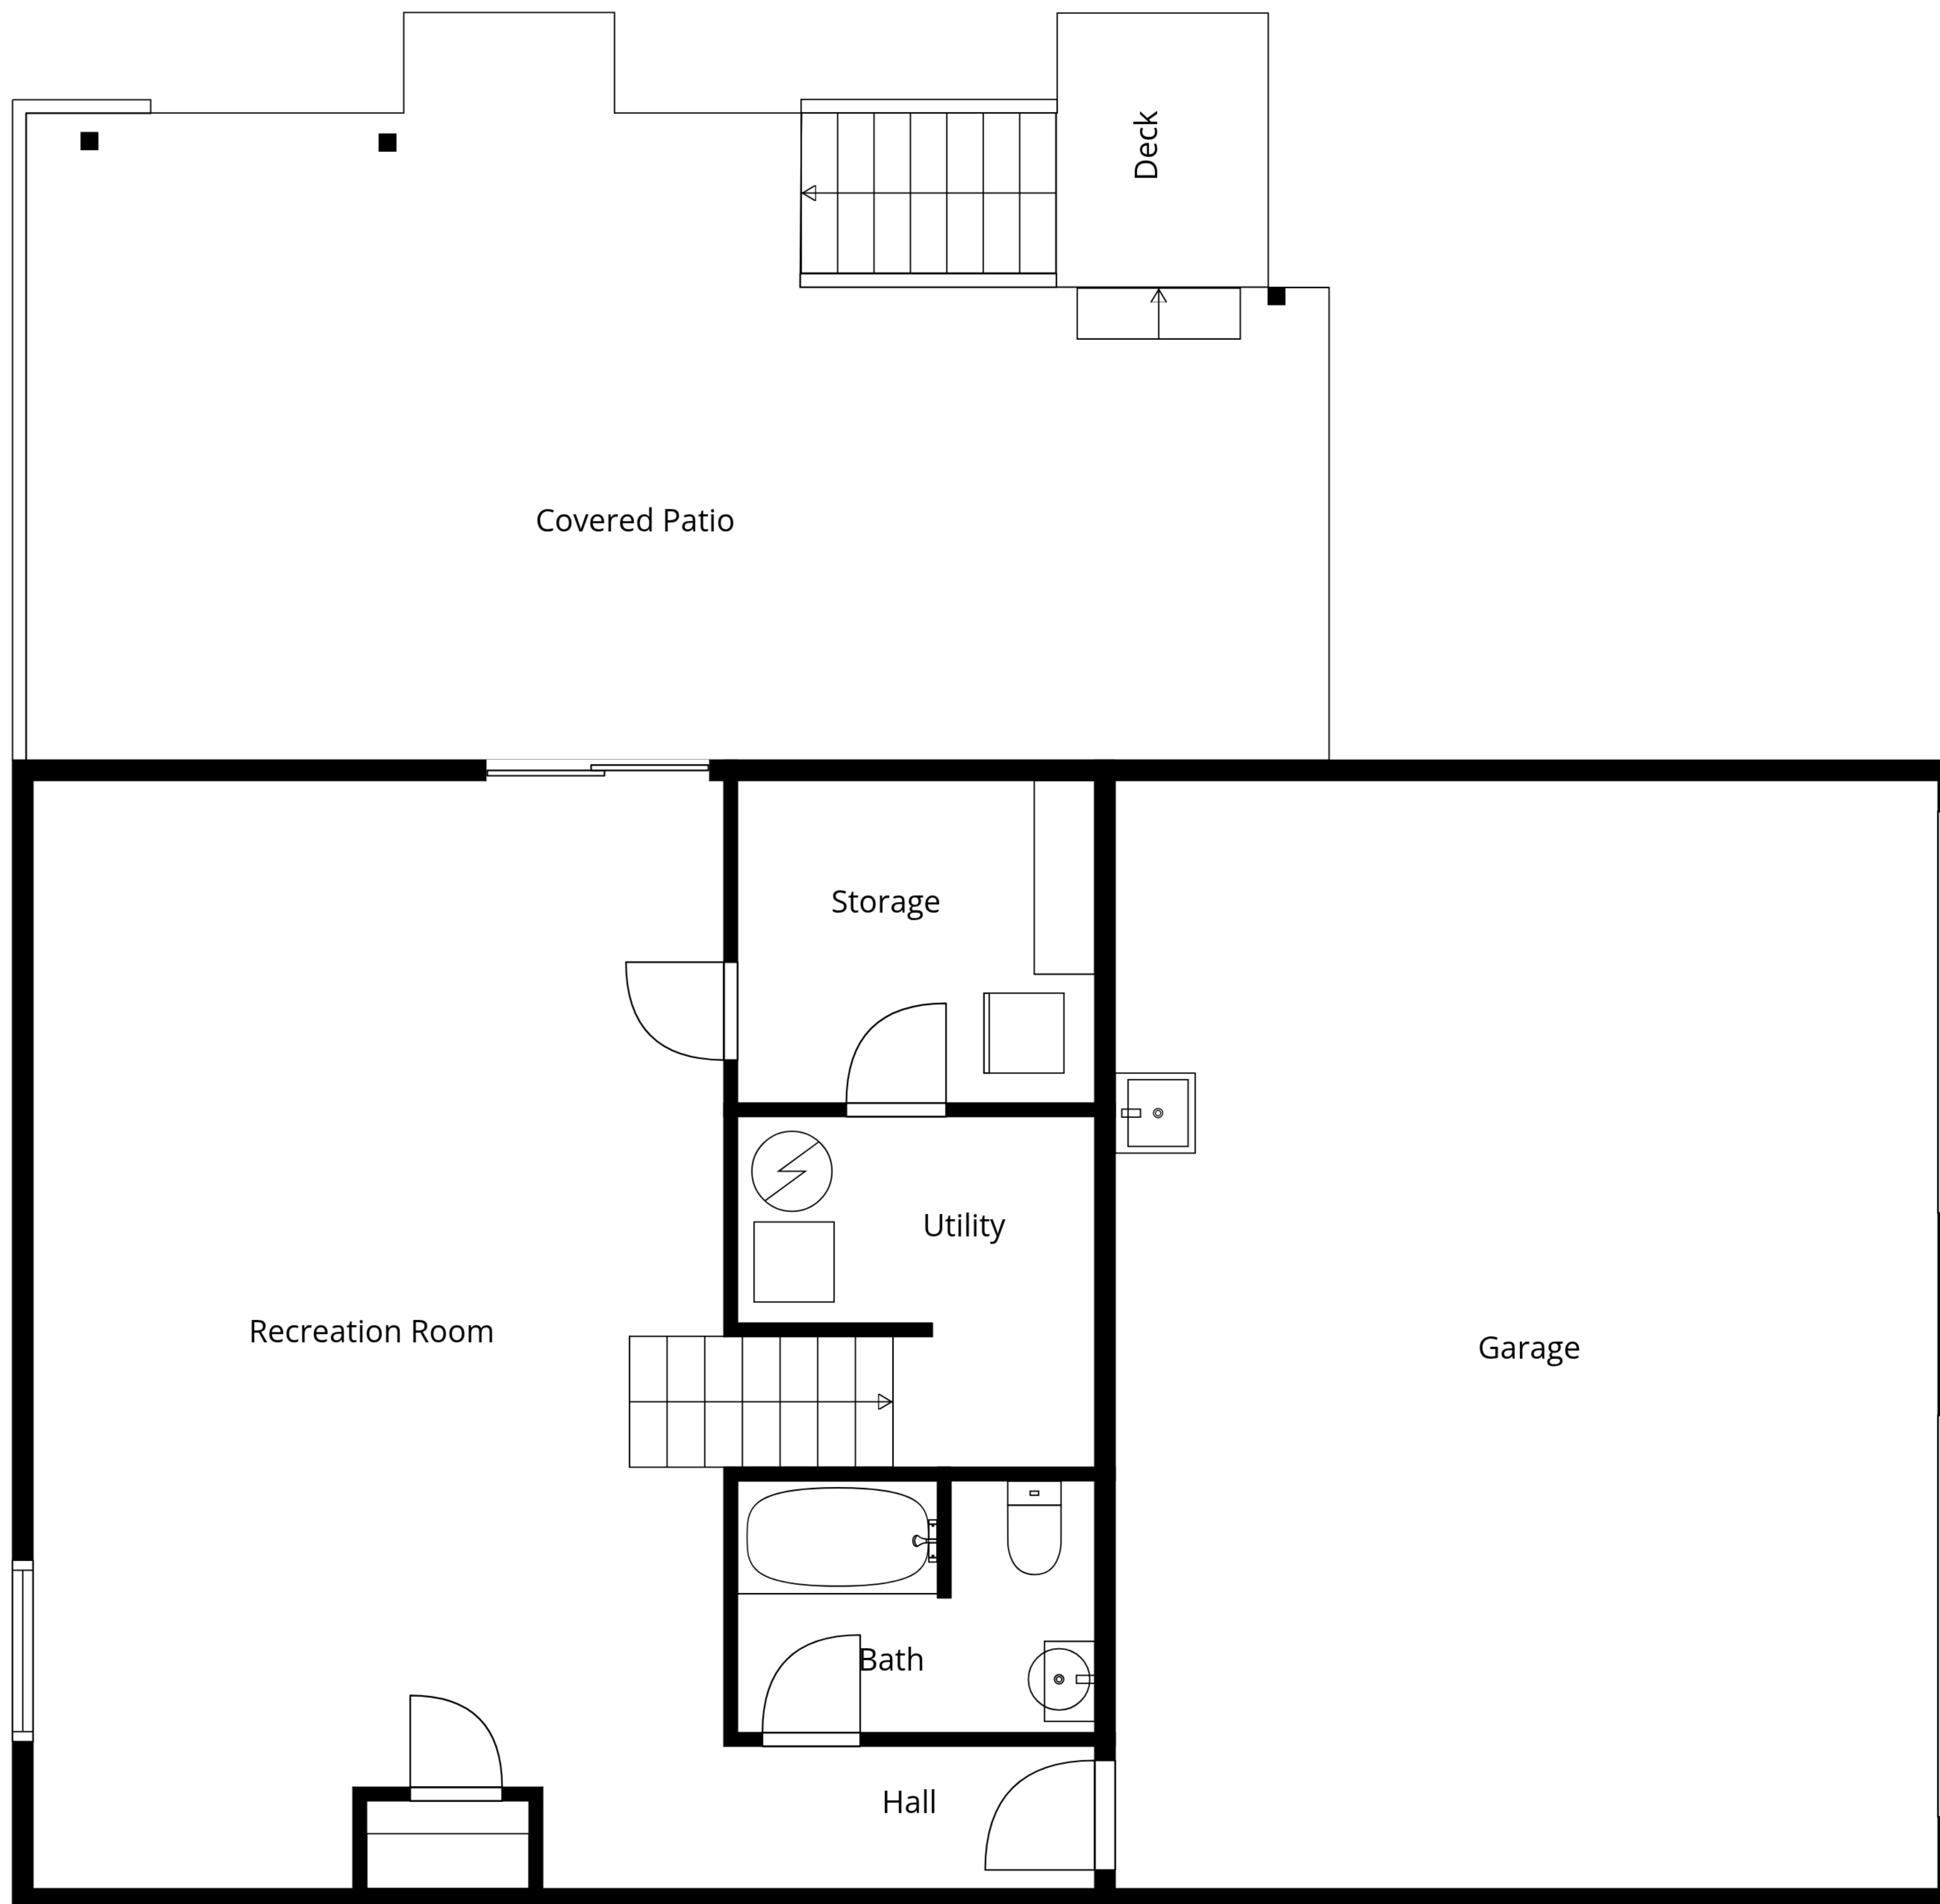 Deck
Covered Patio
Storage
Utility
Recreation Room
Garage
Bath
Hall